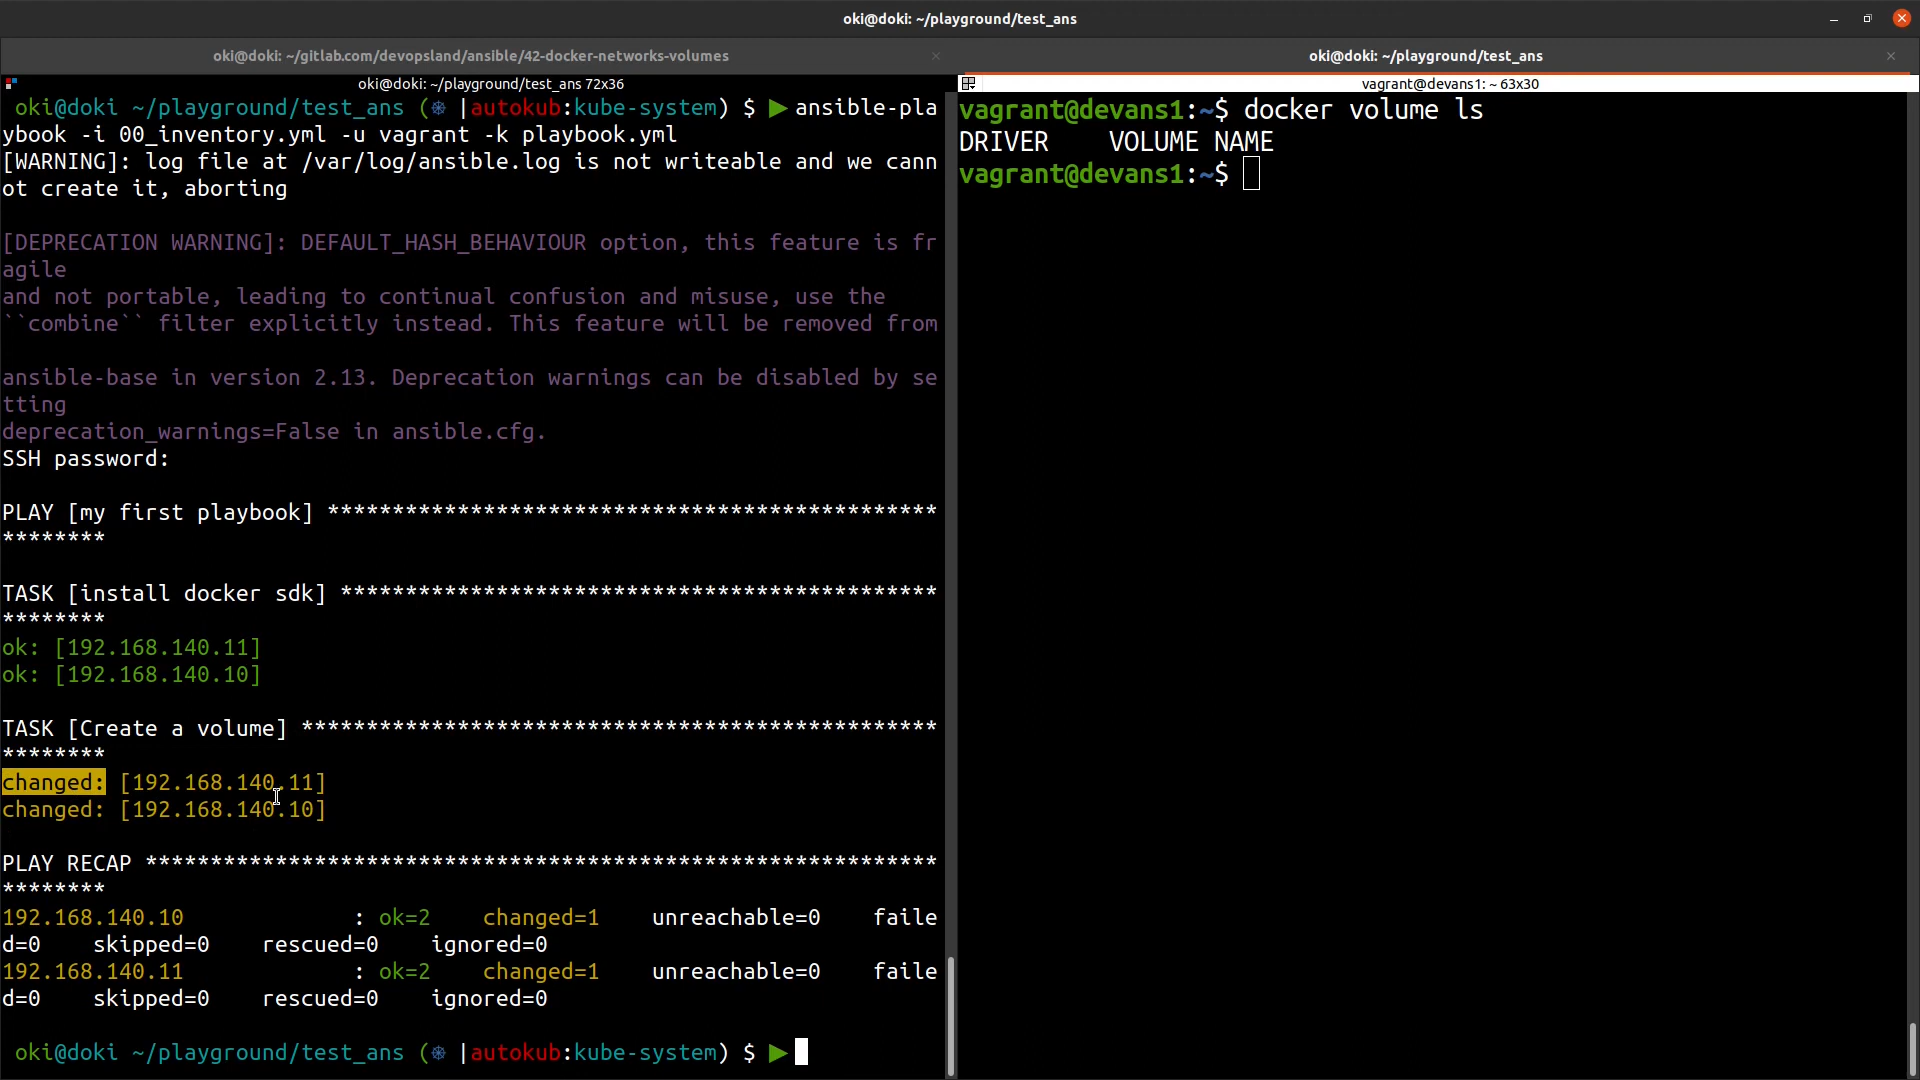 oki@doki: ~/playground/test_ans
oki@doki: ~/gitlab.com/devopsland/ansible/42-docker-networks-volumes
oki@doki: ~/playground/test_ans
oki@doki: ~/playground/test_ans 72x36
oki@doki ~/playground/test_ans (⎈ |autokub:kube-system) $ ▶ ansible-pla
ybook -i 00_inventory.yml -u vagrant -k playbook.yml
[WARNING]: log file at /var/log/ansible.log is not writeable and we cann
ot create it, aborting
[DEPRECATION WARNING]: DEFAULT_HASH_BEHAVIOUR option, this feature is fr
agile
and not portable, leading to continual confusion and misuse, use the
``combine`` filter explicitly instead. This feature will be removed from
ansible-base in version 2.13. Deprecation warnings can be disabled by se
tting
deprecation_warnings=False in ansible.cfg.
SSH password:
PLAY [my first playbook] ***********************************************
********
TASK [install docker sdk] **********************************************
********
ok: [192.168.140.11]
ok: [192.168.140.10]
TASK [Create a volume] *************************************************
********
changed: [192.168.140.11]
changed: [192.168.140.10]
PLAY RECAP *************************************************************
********
192.168.140.10             : ok=2    changed=1    unreachable=0    faile
d=0    skipped=0    rescued=0    ignored=0
192.168.140.11             : ok=2    changed=1    unreachable=0    faile
d=0    skipped=0    rescued=0    ignored=0
oki@doki ~/playground/test_ans (⎈ |autokub:kube-system) $ ▶
vagrant@devans1: ~ 63x30
vagrant@devans1:~$ docker volume ls
DRIVER    VOLUME NAME
vagrant@devans1:~$